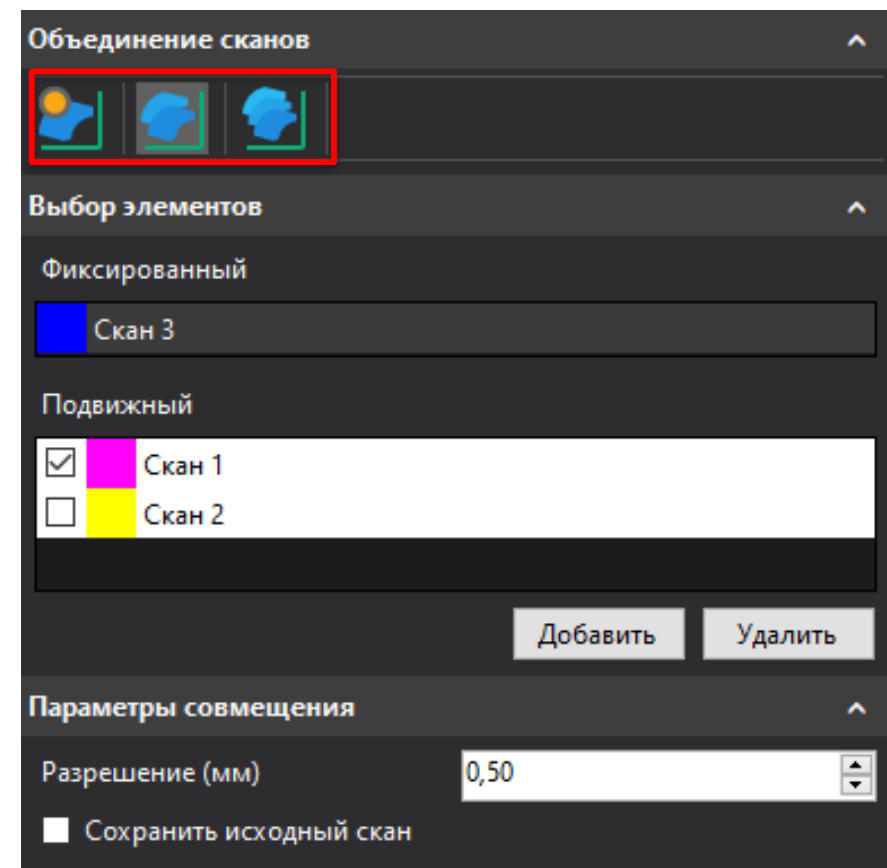 Объединение сканов
Выбор элементов
Фиксированный
Скан 3
Подвижный
Скан 1
Скан 2
Добавить Удалить
Параметры совмещения
Разрешение (мм) 0,50
Сохранить исходный скан